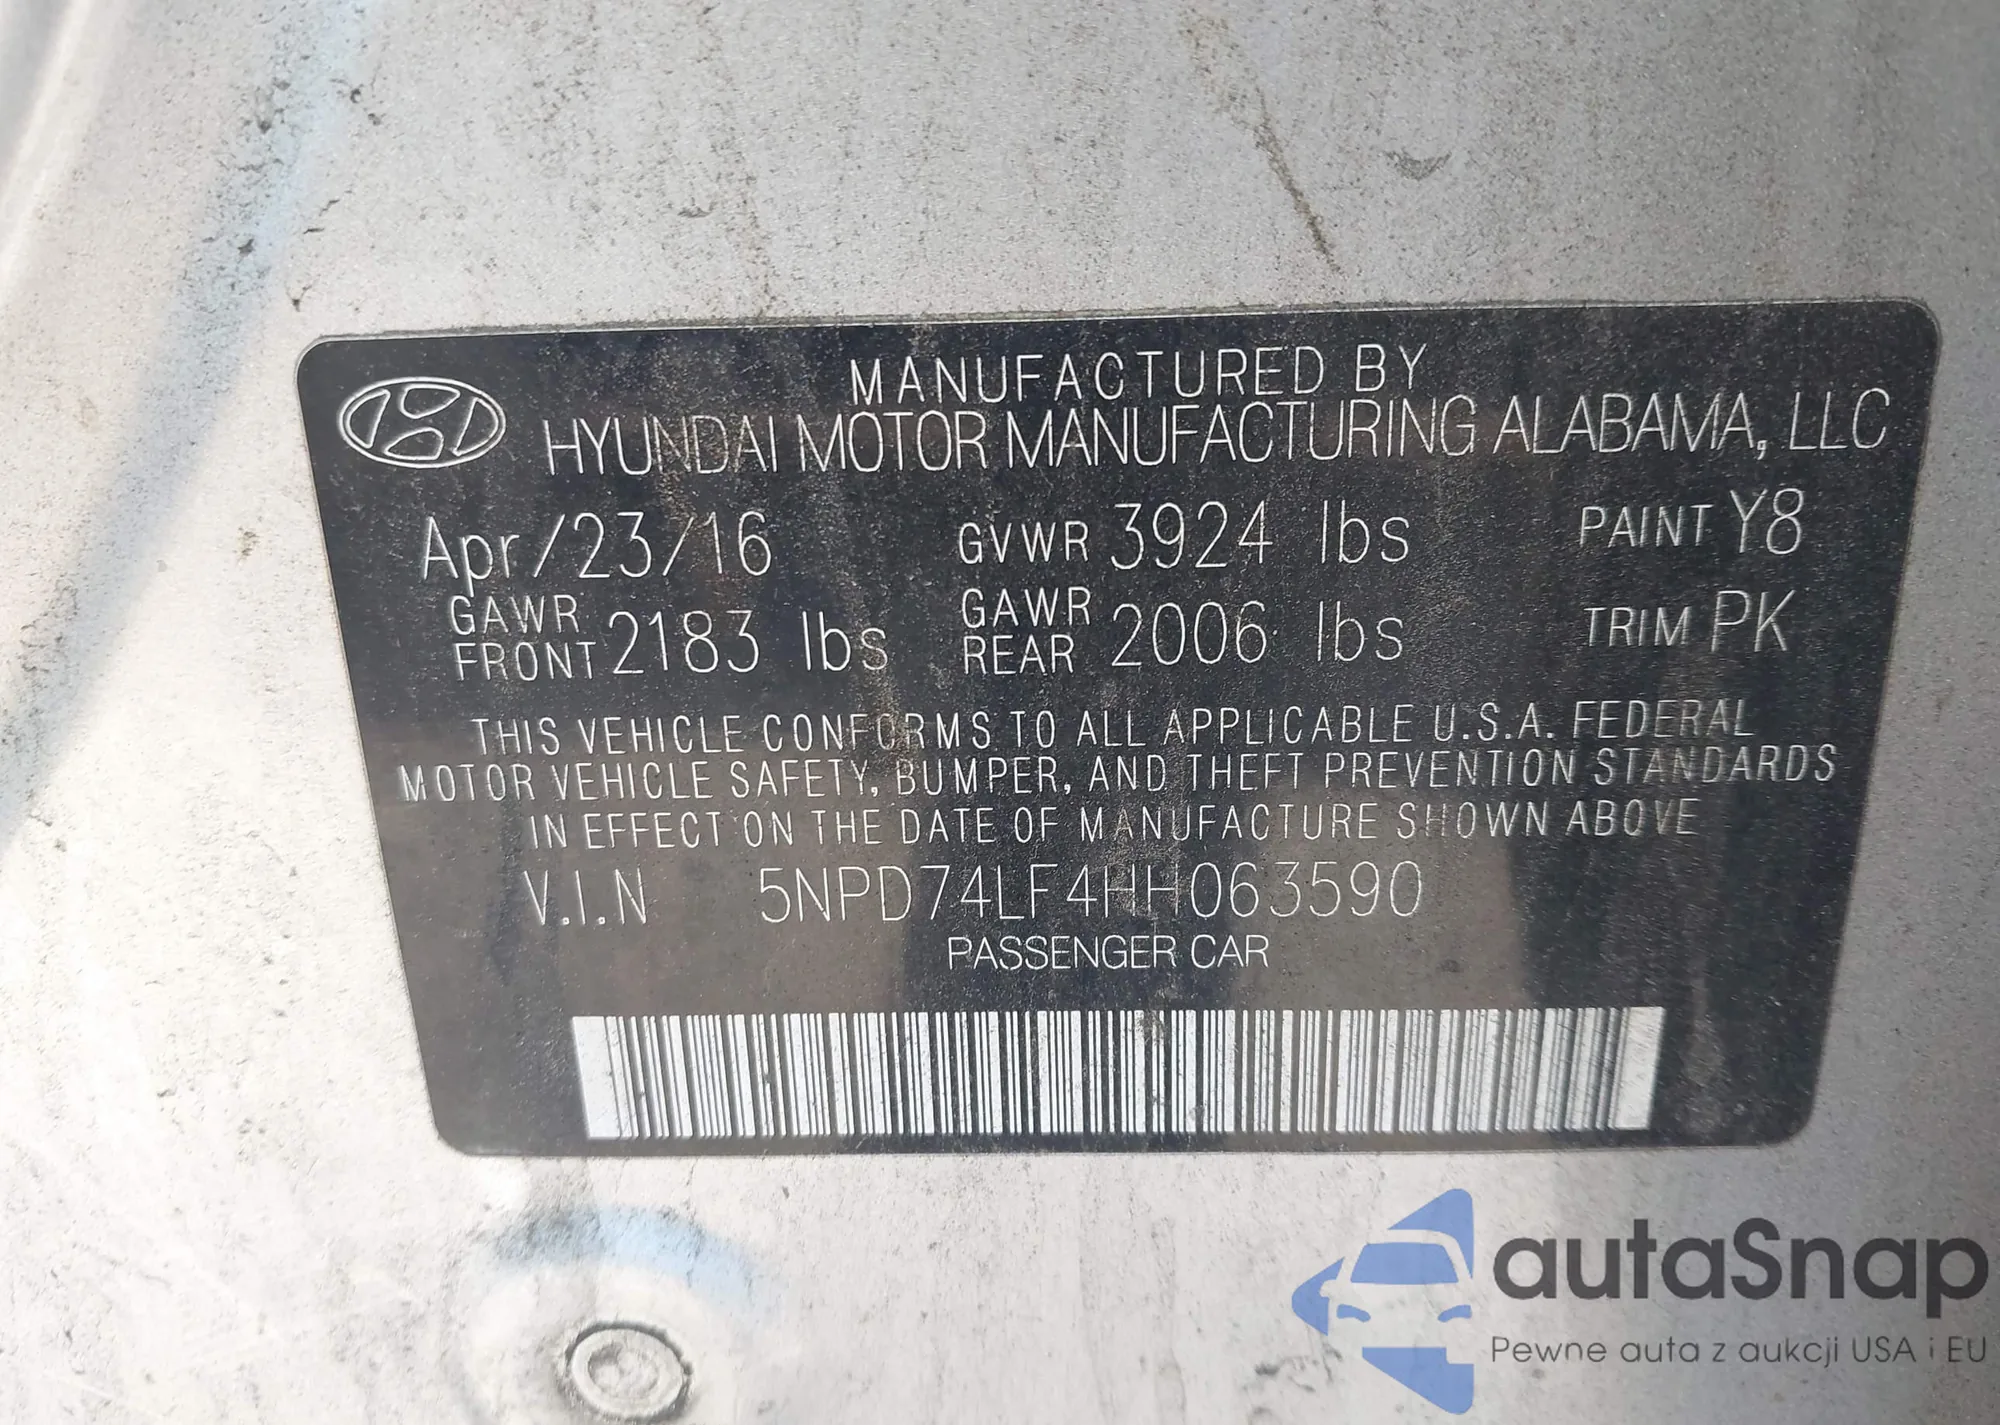 MANUFACTURED BY
HYUNDAI MOTOR MANUFACTURING ALABAMA, LLC
Apr/23/16 GVWR 3924 lbs PAINT Y8
GAWR FRONT 2183 lbs GAWR REAR 2006 lbs TRIM PK
THIS VEHICLE CONFORMS TO ALL APPLICABLE U.S.A. FEDERAL
MOTOR VEHICLE SAFETY, BUMPER, AND THEFT PREVENTION STANDARDS
IN EFFECT ON THE DATE OF MANUFACTURE SHOWN ABOVE
V.I.N 5NPD74LF4HH063590
PASSENGER CAR
autaSnap
Pewne auta z aukcji USA i EU